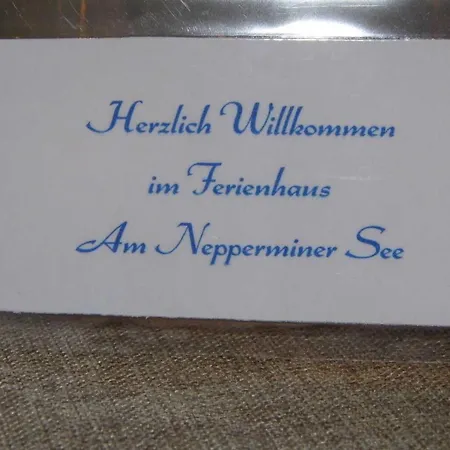 Herzlich Willkommen
im Ferienhaus
Am Nepperminer See